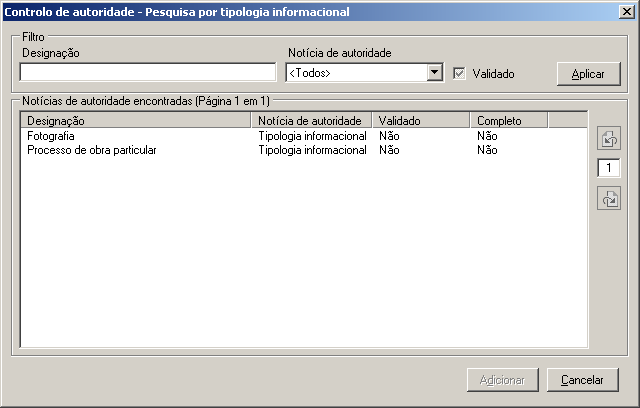 Controlo de autoridade - Pesquisa por tipologia informacional
Filtro
Designação Notícia de autoridade
<Todos> Validado Aplicar
Notícias de autoridade encontradas (Página 1 em 1)
Designação Notícia de autoridade Validado Completo
Fotografia Tipologia informacional Não Não
Processo de obra particular Tipologia informacional Não Não
1
Adicionar Cancelar